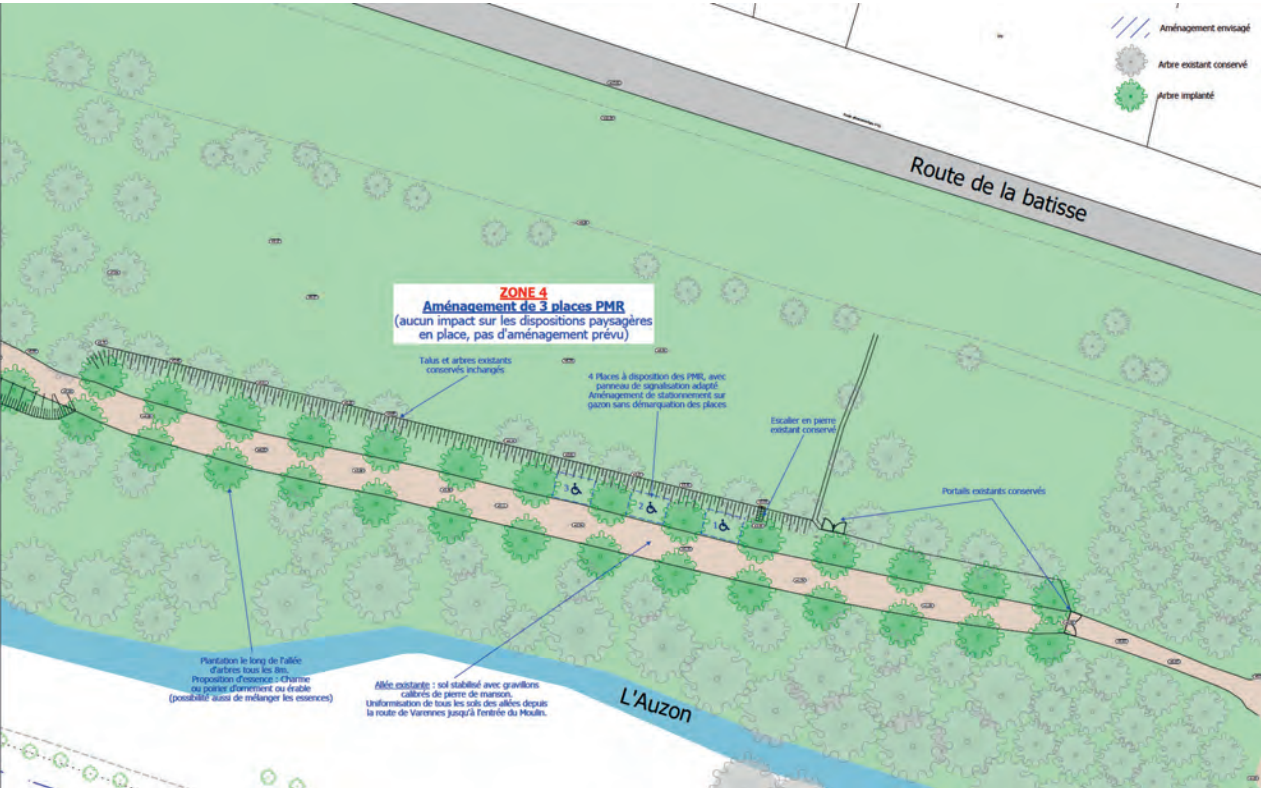 Aménagement envisagé
Arbre existant conservé
Arbre implanté
Route de la batisse
ZONE 4
Aménagement de 3 places PMR
(aucun impact sur les dispositions paysagères
en place, pas d'aménagement prévu)
Talus et arbres existants
conservés inchangés
4 Places à disposition des PMR, avec
panneau de signalisation adapté
Aménagement de stationnement sur
gazon sans démarquation des places
Escalier en pierre
existant conservé
Portails existants conservés
3
2
1
Plantation le long de l'allée
d'arbres tous les 8m.
Proposition d'essence : Charme
ou poirier d'ornement ou érable
(possibilité aussi de mélanger les essences)
Allée existante : sol stabilisé avec gravillons
calibrés de pierre de manson.
Uniformisation de tous les sols des allées depuis
la route de Varennes jusqu'à l'entrée du Moulin.
L'Auzon